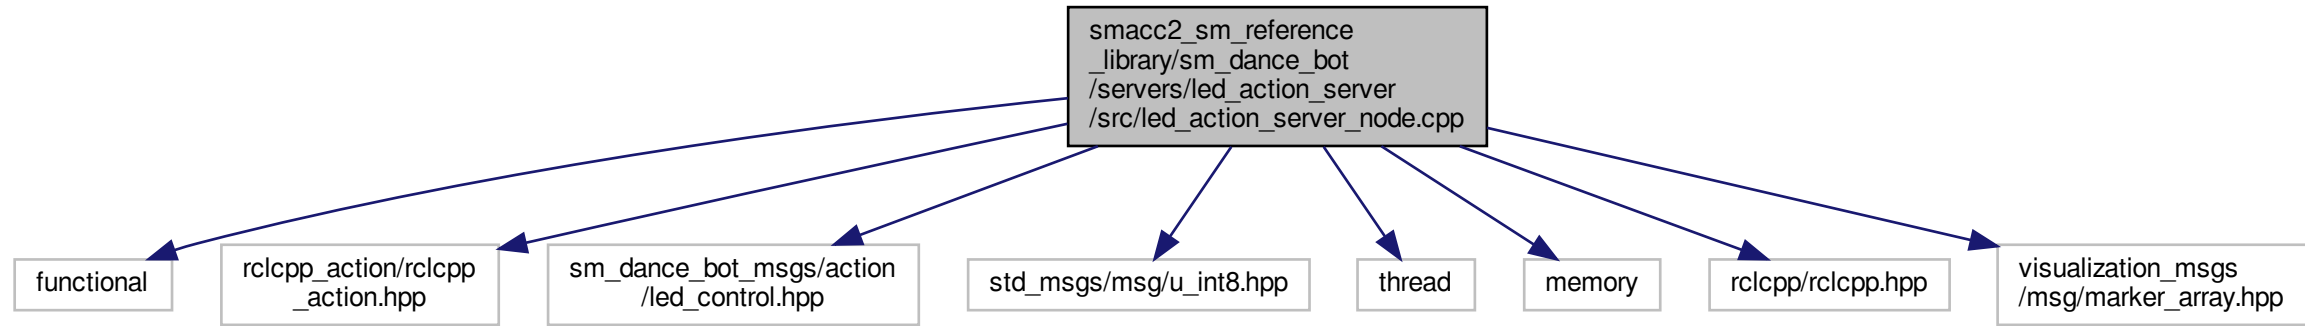 smacc2_sm_reference
_library/sm_dance_bot
/servers/led_action_server
/src/led_action_server_node.cpp
functional
rclcpp_action/rclcpp
_action.hpp
sm_dance_bot_msgs/action
/led_control.hpp
std_msgs/msg/u_int8.hpp
thread
memory
rclcpp/rclcpp.hpp
visualization_msgs
/msg/marker_array.hpp